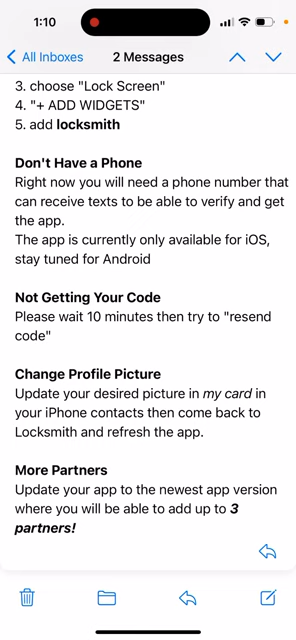 1:10
All Inboxes
2 Messages
3. choose "Lock Screen"
4. "+ ADD WIDGETS"
5. add locksmith
Don't Have a Phone
Right now you will need a phone number that
can receive texts to be able to verify and get
the app.
The app is currently only available for iOS,
stay tuned for Android
Not Getting Your Code
Please wait 10 minutes then try to "resend
code"
Change Profile Picture
Update your desired picture in my card in
your iPhone contacts then come back to
Locksmith and refresh the app.
More Partners
Update your app to the newest app version
where you will be able to add up to 3
partners!